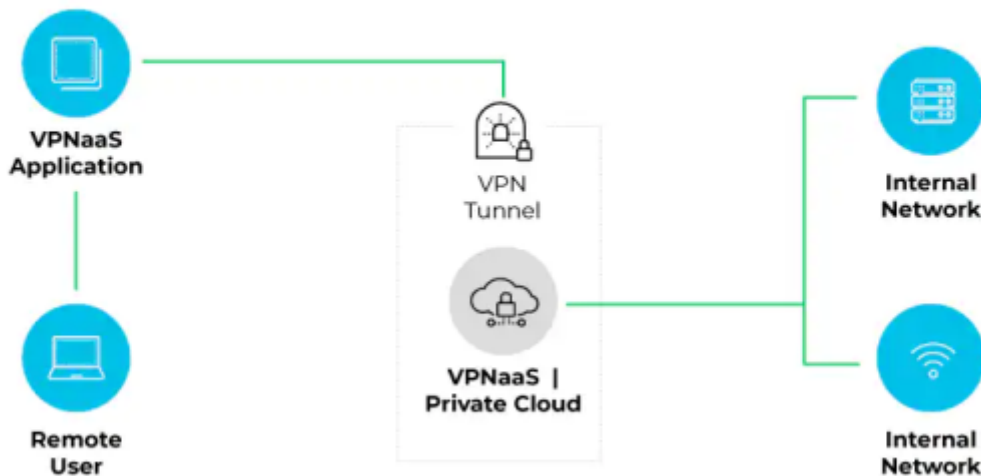 VPNaaS
Application
VPN
Tunnel
Internal
Network
VPNaaS |
Private Cloud
Remote
User
Internal
Network